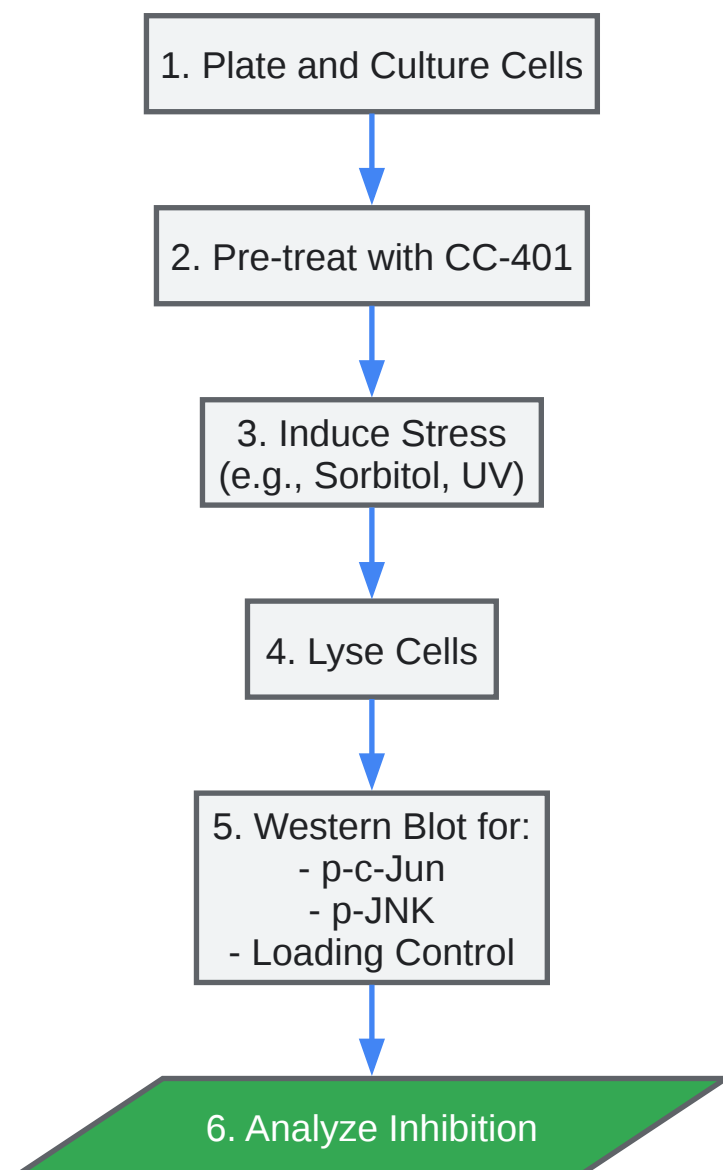 1. Plate and Culture Cells
2. Pre-treat with CC-401
3. Induce Stress
(e.g., Sorbitol, UV)
4. Lyse Cells
5. Western Blot for:
- p-c-Jun
- p-JNK
- Loading Control
6. Analyze Inhibition